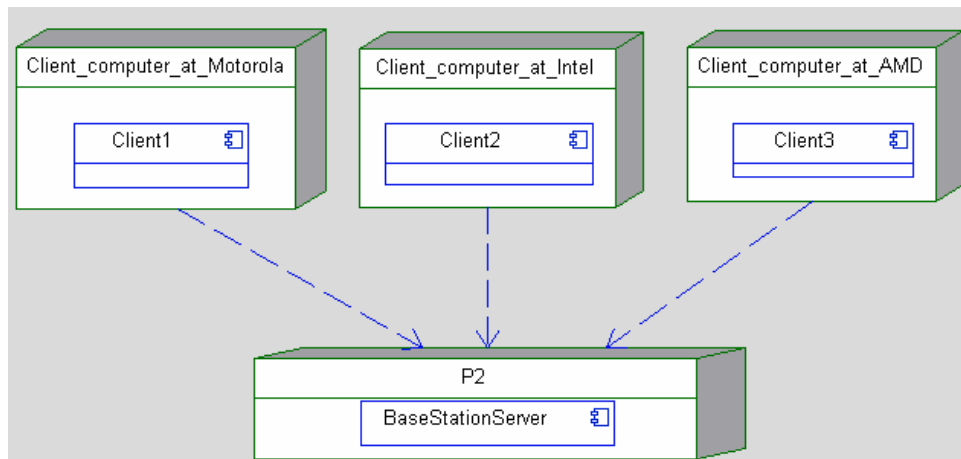 Client_computer_at_Motorola
Client_computer_at_Intel
Client_computer_at_AMD
Client1
Client2
Client3
P2
BaseStationServer